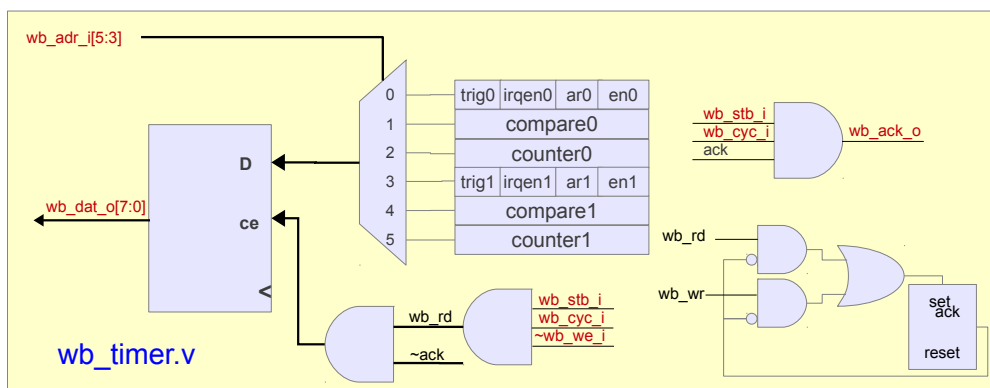 wb_adr_i[5:3]
0 trig0 irqen0 ar0 en0
1 compare0
2 counter0
3 trig1 irqen1 ar1 en1
4 compare1
5 counter1
wb_stb_i
wb_cyc_i
ack
wb_ack_o
D
ce
<
wb_dat_o[7:0]
wb_rd
~ack
wb_stb_i
wb_cyc_i
~wb_we_i
wb_rd
wb_wr
set
ack
reset
wb_timer.v